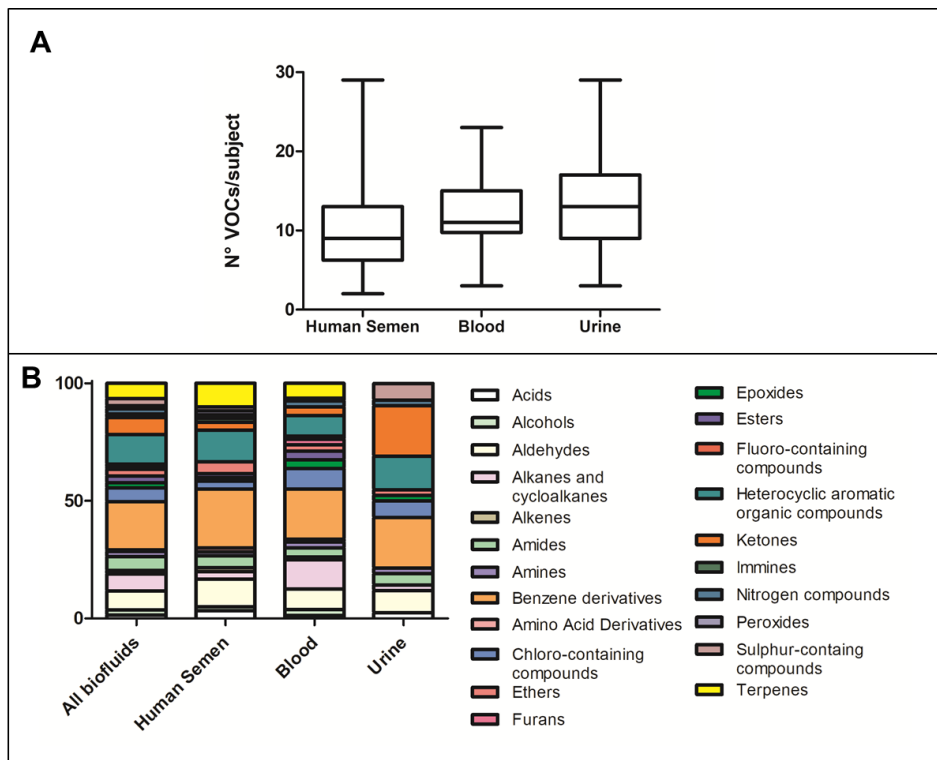 A
30
20
10
0
N° VOCs/subject
Human Semen
Blood
Urine
B
100
50
0
All biofluids
Human Semen
Blood
Urine
Acids
Alcohols
Aldehydes
Alkanes and
cycloalkanes
Alkenes
Amides
Amines
Benzene derivatives
Amino Acid Derivatives
Chloro-containing
compounds
Ethers
Furans
Epoxides
Esters
Fluoro-containing
compounds
Heterocyclic aromatic
organic compounds
Ketones
Immines
Nitrogen compounds
Peroxides
Sulphur-containg
compounds
Terpenes